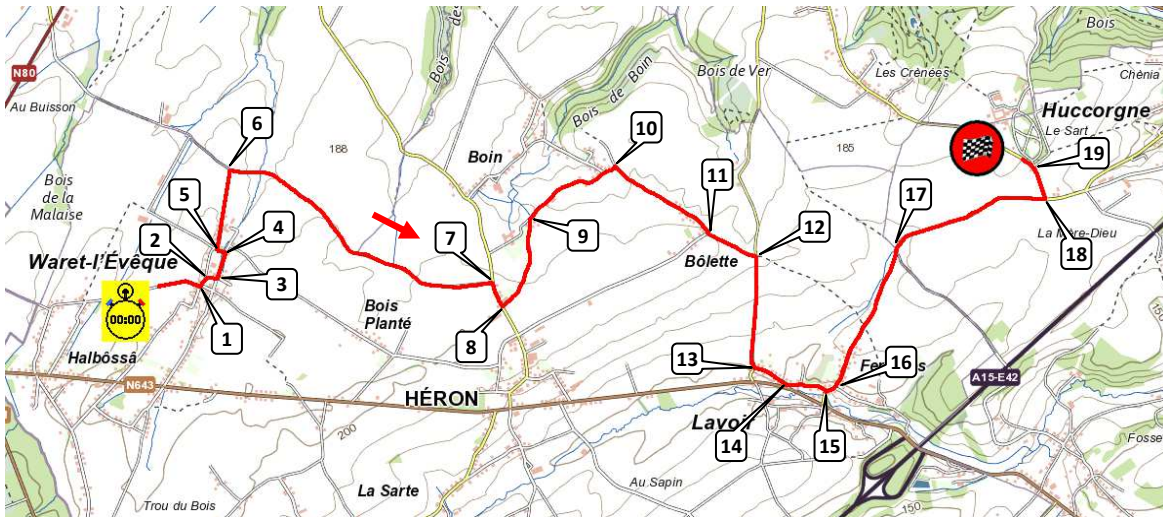 Bois
Bois des
Bois
N80
Au Buisson
Bois de Boin
Bois de Ver
Les Crénées
Chênia
Huccorgne
Le Sart
6
188
Boin
10
185
19
Bois
de la
Malaise
5
11
17
2
4
7
9
12
18
La Mère-Dieu
Waret-l'Évêque
3
Bôlette
00:00
1
Bois
Planté
8
Halbôssâ
13
16
N643
HÉRON
A15-E42
200
Lavoir
14
15
Fosse
La Sarte
Au Sapin
Trou du Bois
150